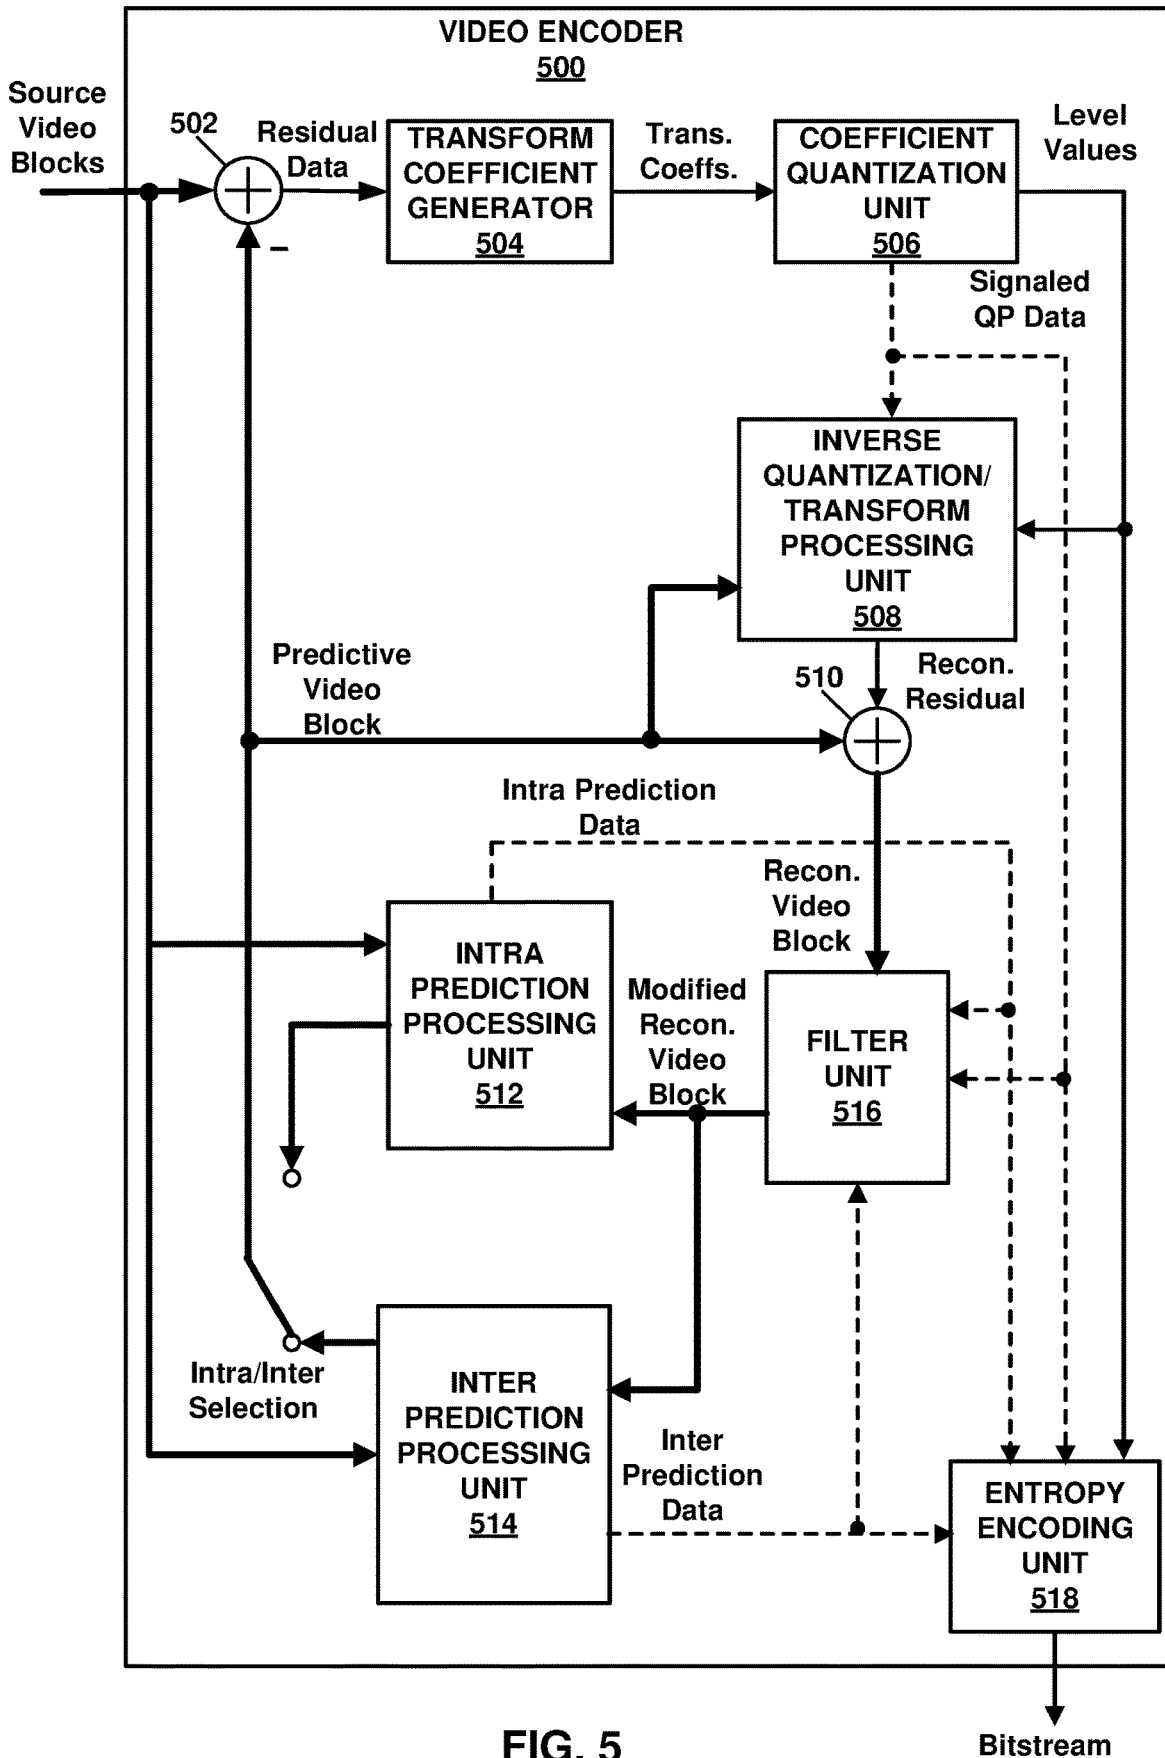 VIDEO ENCODER
500
Source
Video
Blocks
502
Residual
Data
TRANSFORM
COEFFICIENT
GENERATOR
504
Trans.
Coeffs.
COEFFICIENT
QUANTIZATION
UNIT
506
Level
Values
–
Signaled
QP Data
INVERSE
QUANTIZATION/
TRANSFORM
PROCESSING
UNIT
508
Predictive
Video
Block
510
Recon.
Residual
Intra Prediction
Data
Recon.
Video
Block
INTRA
PREDICTION
PROCESSING
UNIT
512
Modified
Recon.
Video
Block
FILTER
UNIT
516
Intra/Inter
Selection
INTER
PREDICTION
PROCESSING
UNIT
514
Inter
Prediction
Data
ENTROPY
ENCODING
UNIT
518
FIG. 5
Bitstream